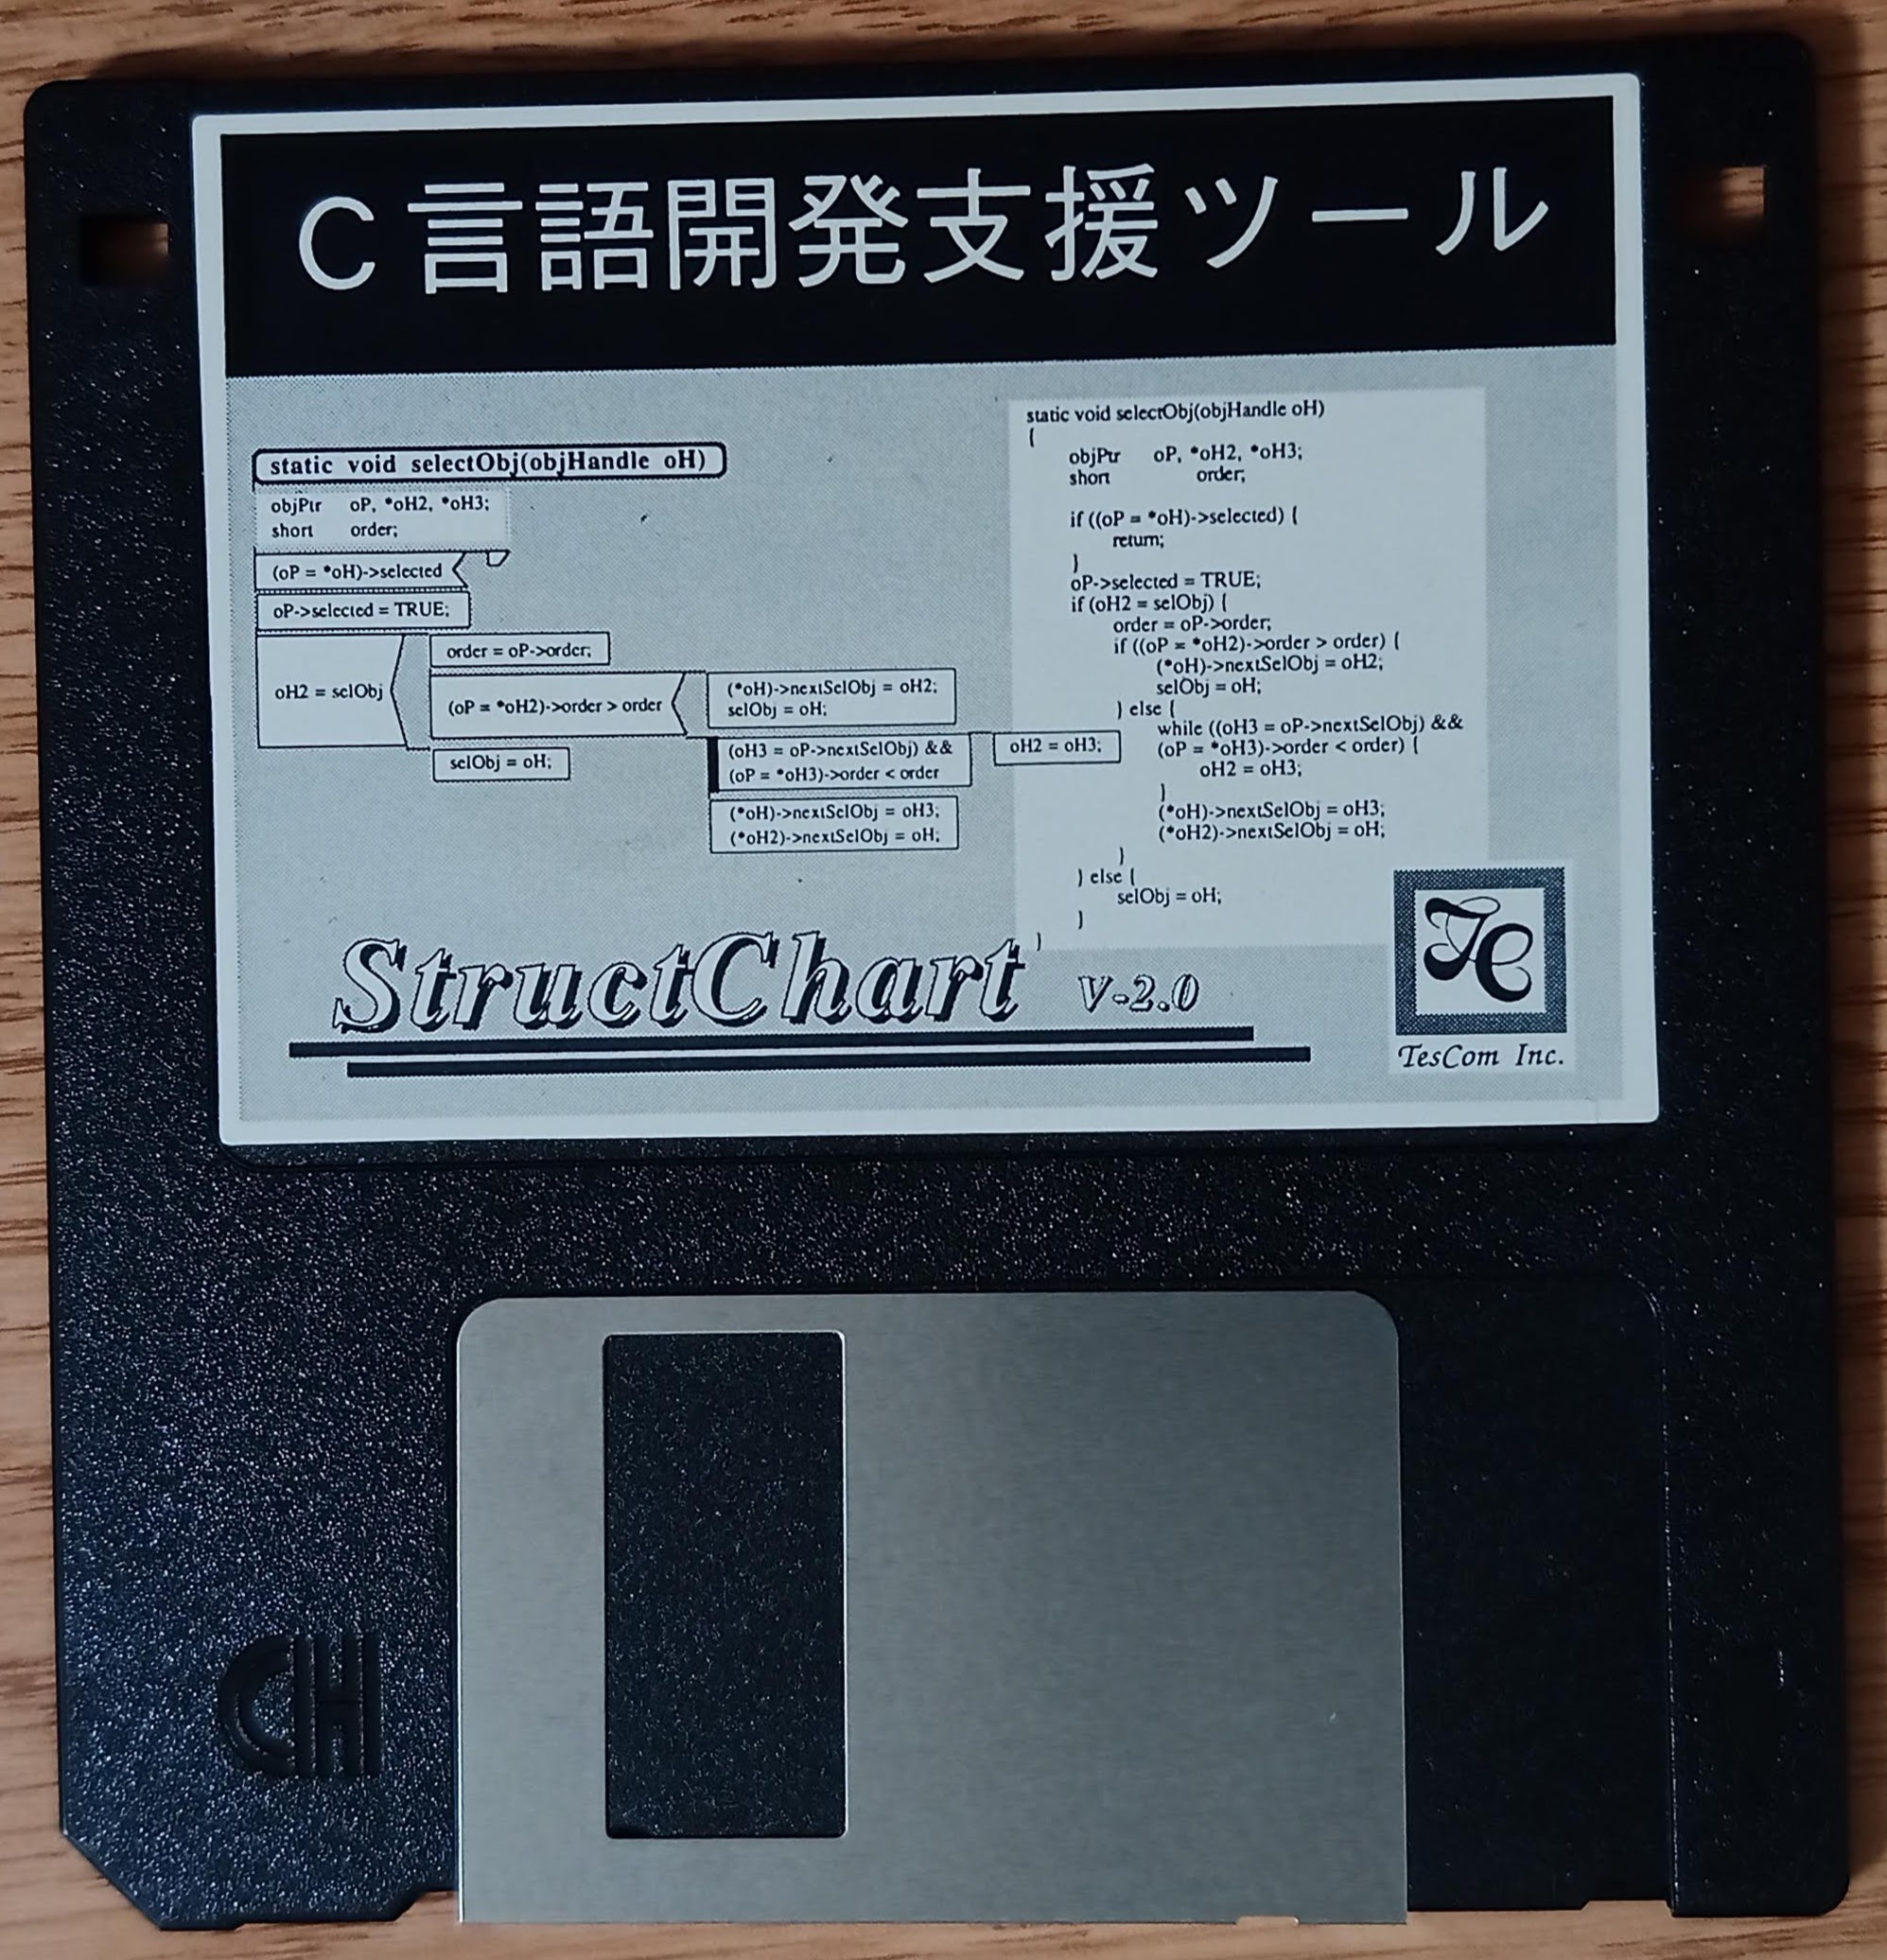 C言語開発支援ツール
static void selectObj(objHandle oH)
objPtr oP, *oH2, *oH3;
short order;
(oP = *oH)->selected
oP->selected = TRUE;
oH2 = selObj
order = oP->order;
(oP = *oH2)->order > order
(*oH)->nextSelObj = oH2;
selObj = oH;
(oH3 = oP->nextSelObj) &&
(oP = *oH3)->order < order
oH2 = oH3;
(*oH)->nextSelObj = oH3;
(*oH2)->nextSelObj = oH;
selObj = oH;
static void selectObj(objHandle oH)
{
objPtr oP, *oH2, *oH3;
short order;
if ((oP = *oH)->selected) {
return;
}
oP->selected = TRUE;
if (oH2 = selObj) {
order = oP->order;
if ((oP = *oH2)->order > order) {
(*oH)->nextSelObj = oH2;
selObj = oH;
} else {
while ((oH3 = oP->nextSelObj) &&
(oP = *oH3)->order < order) {
oH2 = oH3;
}
(*oH)->nextSelObj = oH3;
(*oH2)->nextSelObj = oH;
}
} else {
selObj = oH;
}
}
StructChart V-2.0
TC
TesCom Inc.
CH